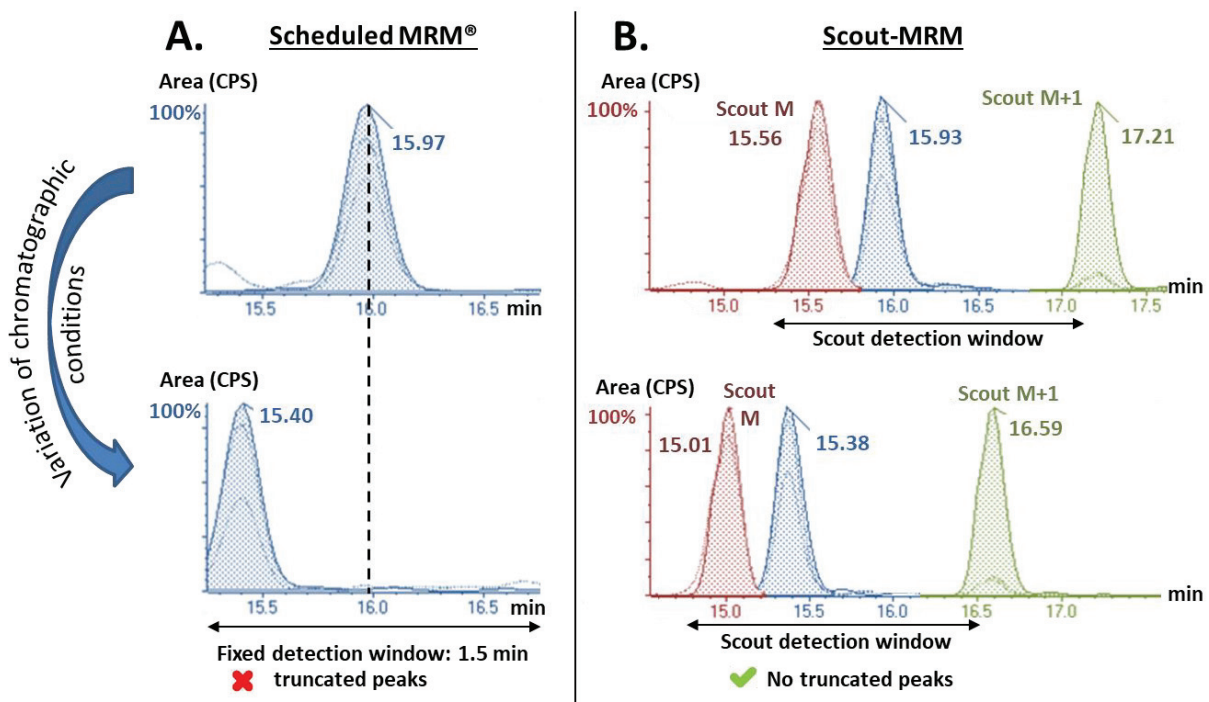 A.
Scheduled MRM®
Area (CPS)
100%
15.97
15.5 16.0 16.5 min
Variation of chromatographic
conditions
Area (CPS)
100%
15.40
15.5 16.0 16.5 min
Fixed detection window: 1.5 min
truncated peaks
B.
Scout-MRM
Area (CPS)
100%
Scout M
15.56
15.93
Scout M+1
17.21
15.0 15.5 16.0 16.5 17.0 17.5 min
Scout detection window
Area (CPS)
100%
Scout
M
15.01
15.38
Scout M+1
16.59
15.0 15.5 16.0 16.5 17.0 min
Scout detection window
No truncated peaks